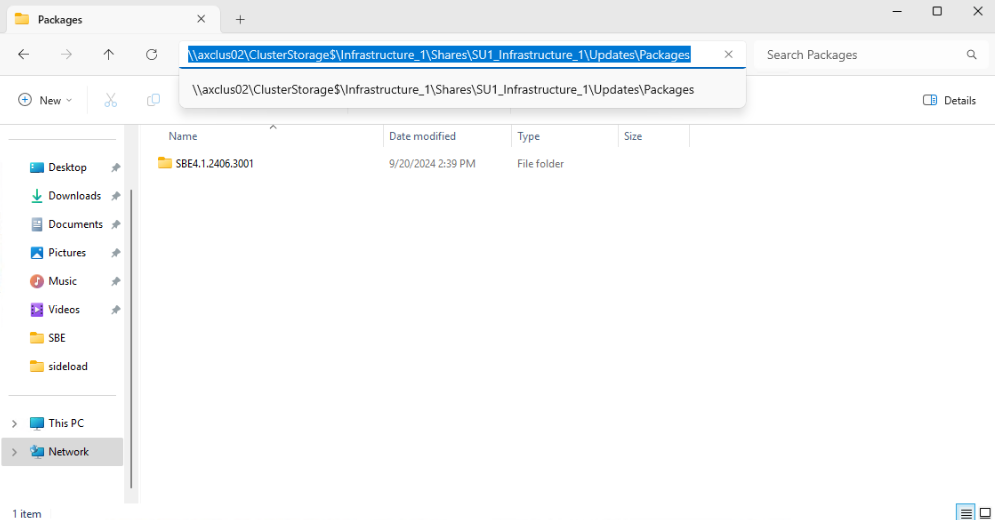 Packages
\\axclus02\ClusterStorage$\Infrastructure_1\Shares\SU1_Infrastructure_1\Updates\Packages
Search Packages
\\axclus02\ClusterStorage$\Infrastructure_1\Shares\SU1_Infrastructure_1\Updates\Packages
New
Details
Name Date modified Type Size
SBE4.1.2406.3001 9/20/2024 2:39 PM File folder
Desktop
Downloads
Documents
Pictures
Music
Videos
SBE
sideload
This PC
Network
1 item